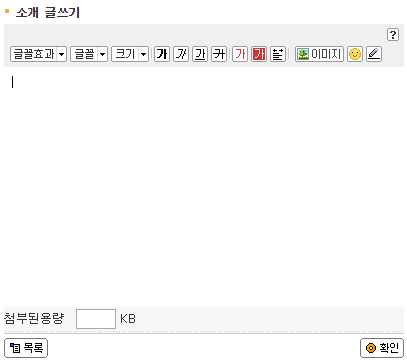 소개 글쓰기
?
글꼴효과 글꼴 크기 가 가 가 가 가 가 이미지
첨부된용량 KB
목록 확인